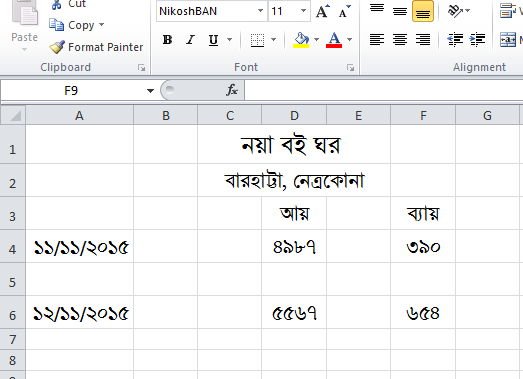 Cut
NikoshBAN 11
Copy
Paste
Format Painter
B I U A
Clipboard Font Alignment
F9 fx
A B C D E F G
1 নয়া বই ঘর
2 বারহাট্টা, নেত্রকোনা
3 আয় ব্যায়
4 ১১/১১/২০১৫ ৪৯৮৭ ৩৯০
5
6 ১২/১১/২০১৫ ৫৫৬৭ ৬৫৪
7
8